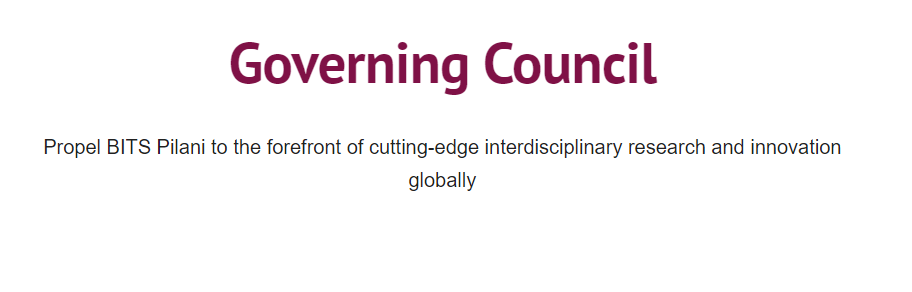 Governing Council
Propel BITS Pilani to the forefront of cutting-edge interdisciplinary research and innovation
globally